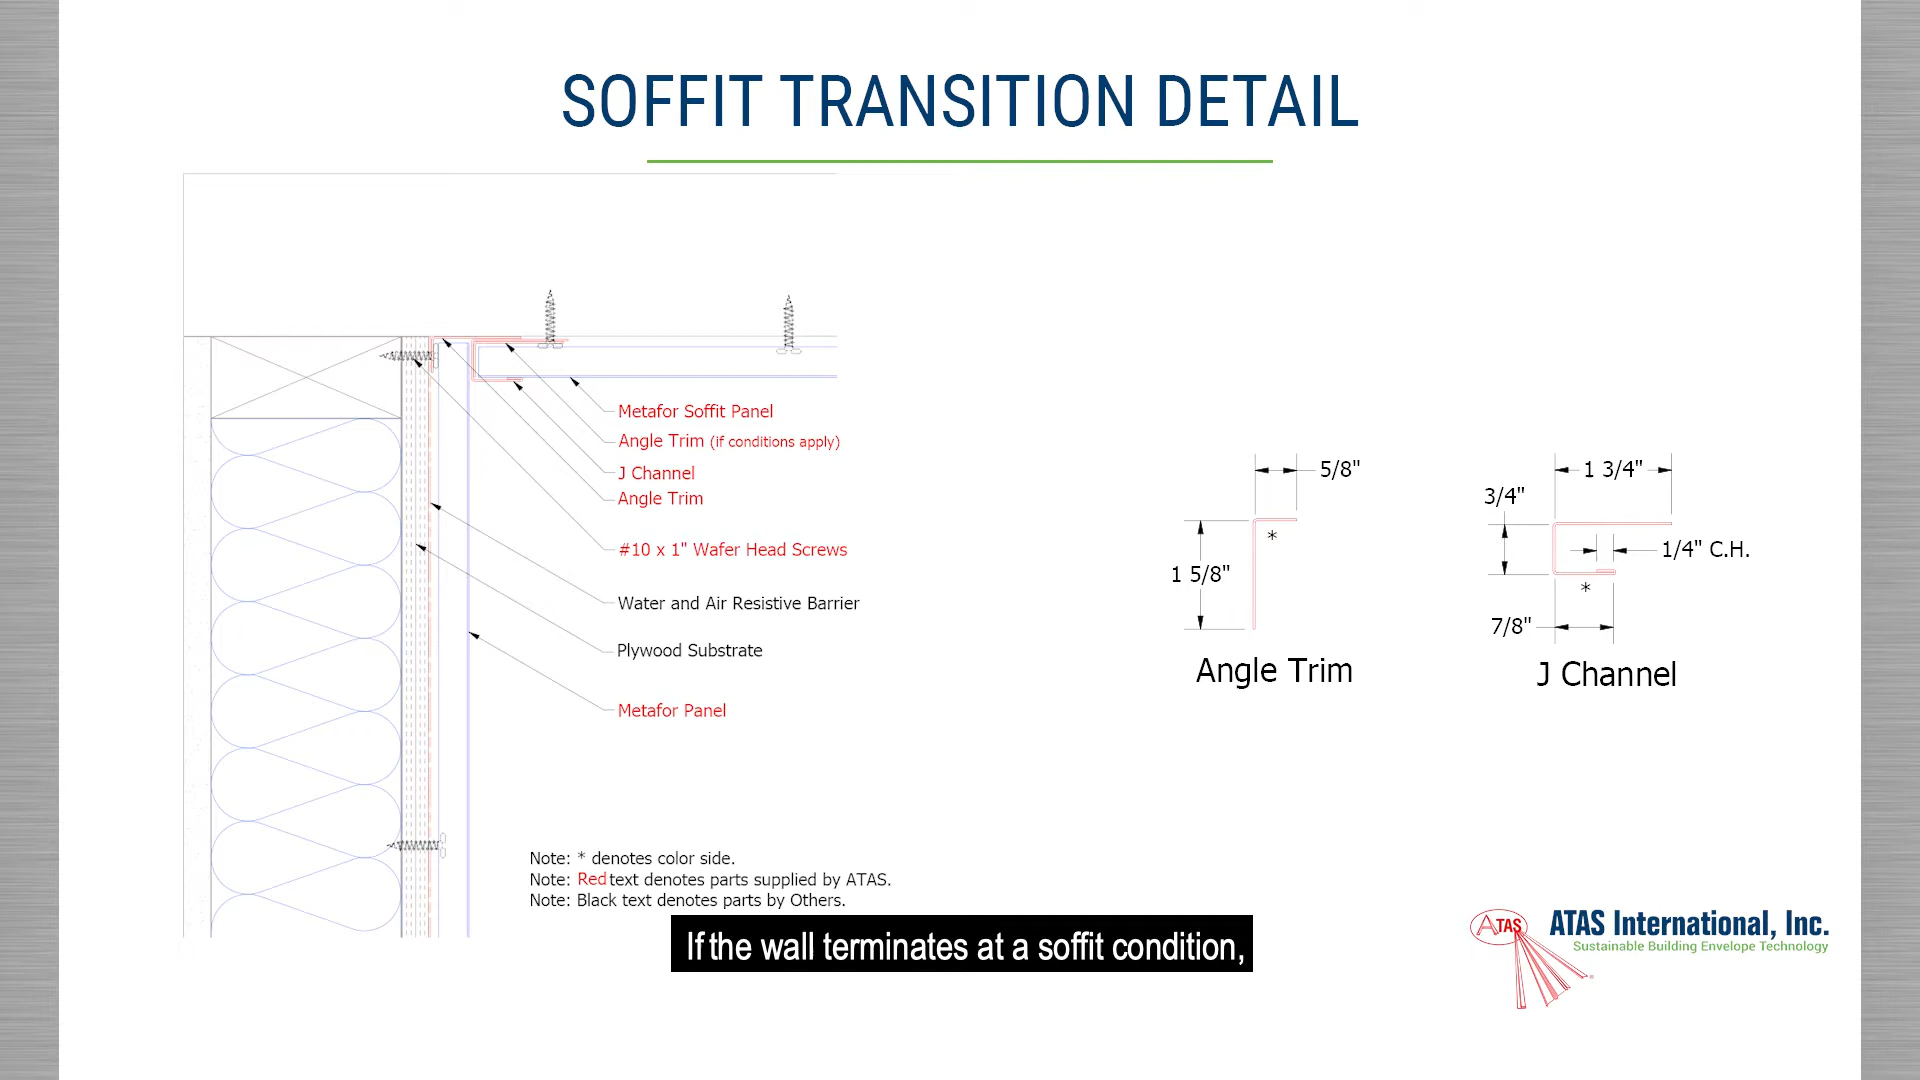 SOFFIT TRANSITION DETAIL
Metafor Soffit Panel
Angle Trim (if conditions apply)
J Channel
Angle Trim
#10 x 1" Wafer Head Screws
Water and Air Resistive Barrier
Plywood Substrate
Metafor Panel
5/8"
*
1 5/8"
Angle Trim
1 3/4"
3/4"
1/4" C.H.
*
7/8"
J Channel
Note: * denotes color side.
Note: Red text denotes parts supplied by ATAS.
Note: Black text denotes parts by Others.
If the wall terminates at a soffit condition,
ATAS
ATAS International, Inc.
Sustainable Building Envelope Technology